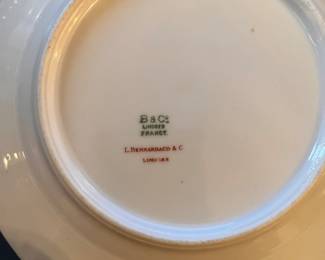 B & Co
LIMOGES
FRANCE
L. BERNARDAUD & C
LIMOGES